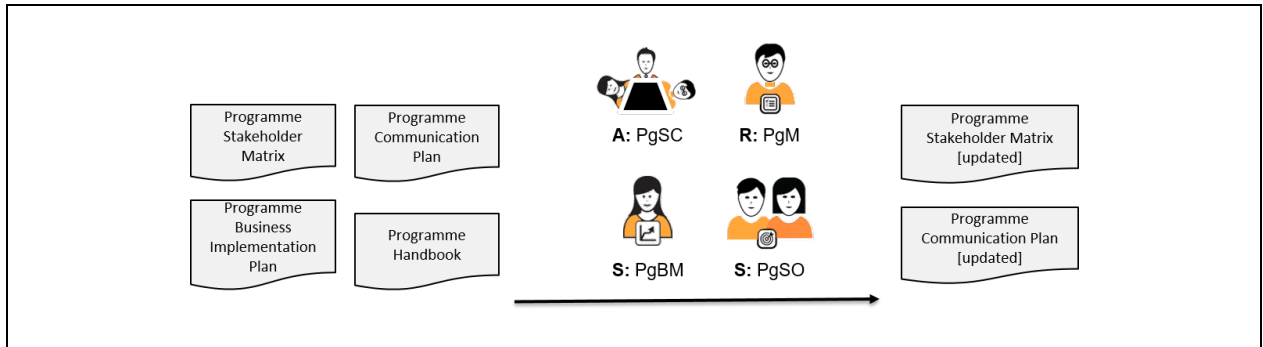 Programme
Stakeholder
Matrix
Programme
Communication
Plan
Programme
Business
Implementation
Plan
Programme
Handbook
A: PgSC
R: PgM
S: PgBM
S: PgSO
Programme
Stakeholder Matrix
[updated]
Programme
Communication Plan
[updated]